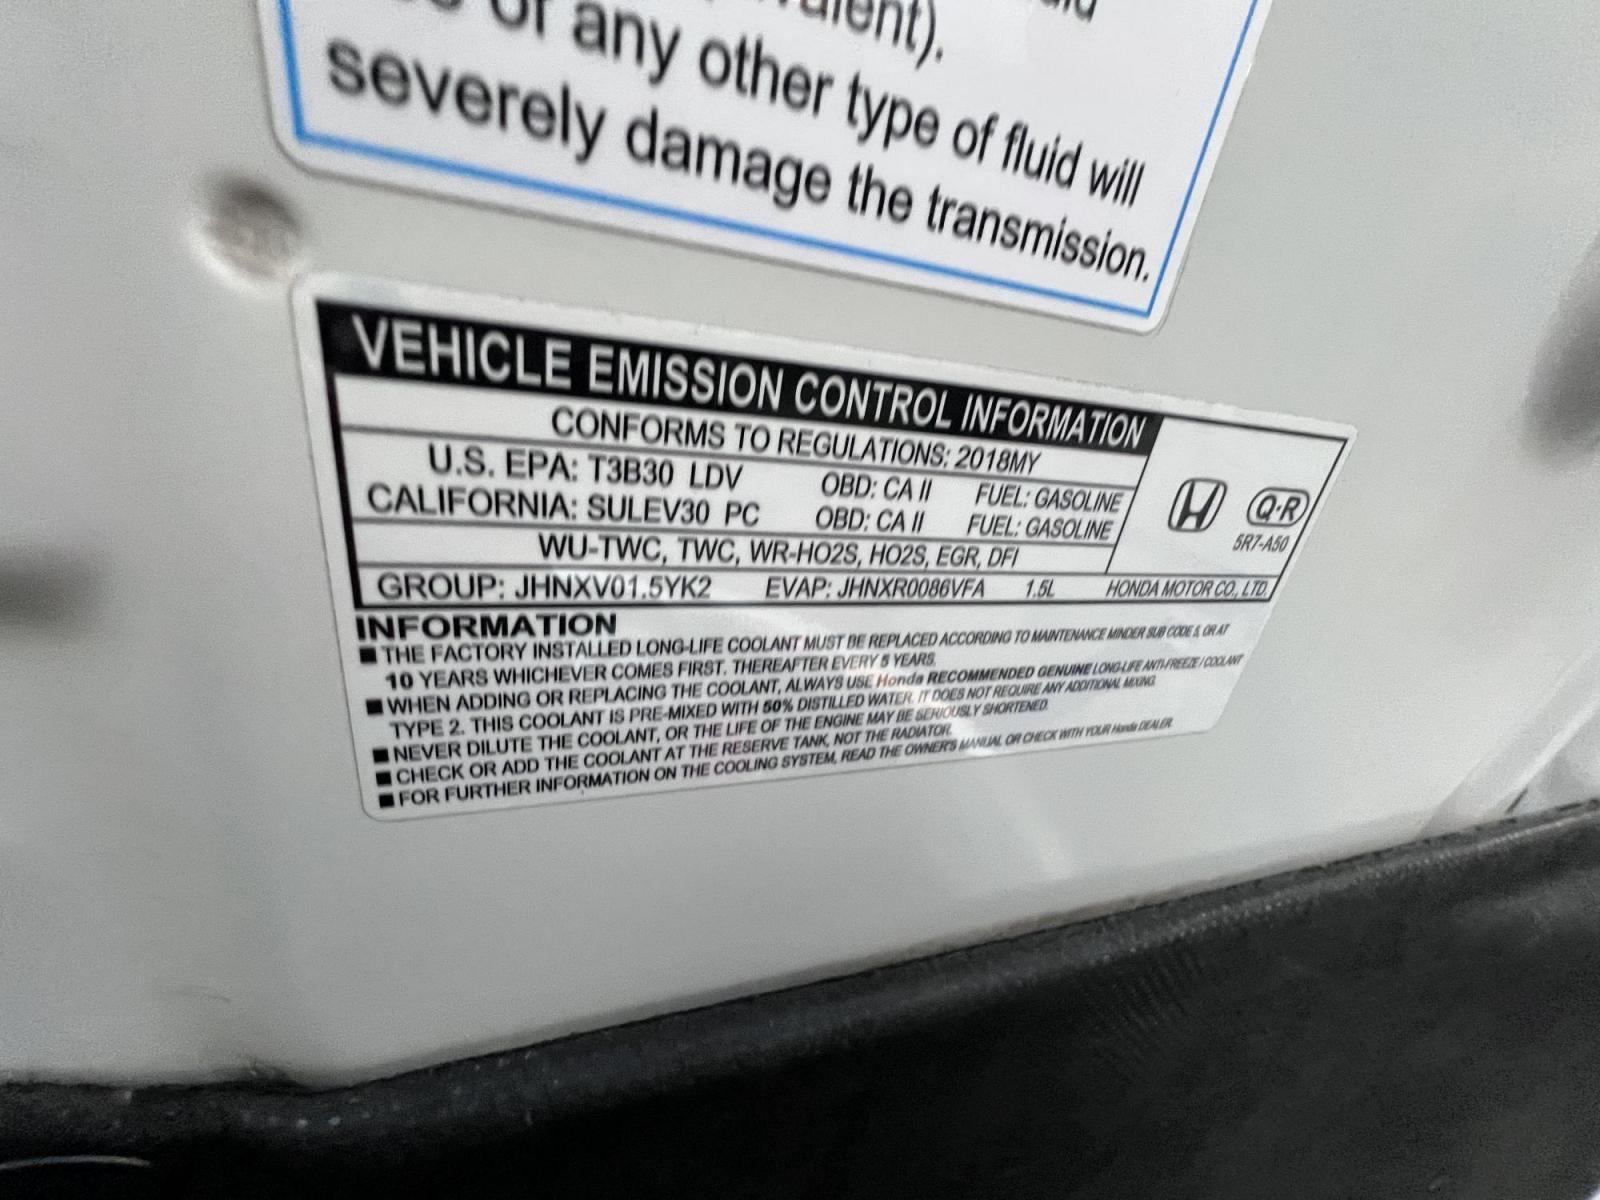 alent).
of any other type of fluid will
severely damage the transmission.
VEHICLE EMISSION CONTROL INFORMATION
CONFORMS TO REGULATIONS: 2018MY
U.S. EPA: T3B30 LDV OBD: CA II FUEL: GASOLINE
CALIFORNIA: SULEV30 PC OBD: CA II FUEL: GASOLINE
WU-TWC, TWC, WR-HO2S, HO2S, EGR, DFI
Q-R
5R7-A50
GROUP: JHNXV01.5YK2 EVAP: JHNXR0086VFA 1.5L HONDA MOTOR CO., LTD.
INFORMATION
■ THE FACTORY INSTALLED LONG-LIFE COOLANT MUST BE REPLACED ACCORDING TO MAINTENANCE MINDER SUB CODE 5, OR AT
10 YEARS WHICHEVER COMES FIRST. THEREAFTER EVERY 5 YEARS.
■ WHEN ADDING OR REPLACING THE COOLANT, ALWAYS USE Honda RECOMMENDED GENUINE LONG-LIFE ANTI-FREEZE / COOLANT
TYPE 2. THIS COOLANT IS PRE-MIXED WITH 50% DISTILLED WATER. IT DOES NOT REQUIRE ANY ADDITIONAL MIXING.
■ NEVER DILUTE THE COOLANT, OR THE LIFE OF THE ENGINE MAY BE SERIOUSLY SHORTENED.
■ CHECK OR ADD THE COOLANT AT THE RESERVE TANK, NOT THE RADIATOR.
■ FOR FURTHER INFORMATION ON THE COOLING SYSTEM, READ THE OWNER'S MANUAL OR CHECK WITH YOUR Honda DEALER.